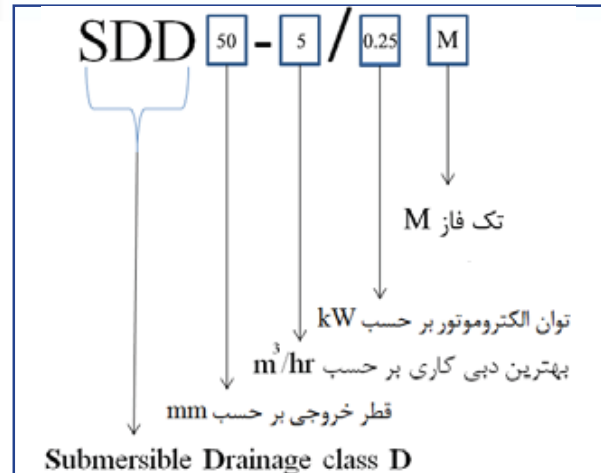 SDD 50 - 5 / 0.25 M
تک فاز M
توان الکتروموتور بر حسب kW
بهترین دبی کاری بر حسب m³/hr
قطر خروجی بر حسب mm
Submersible Drainage class D